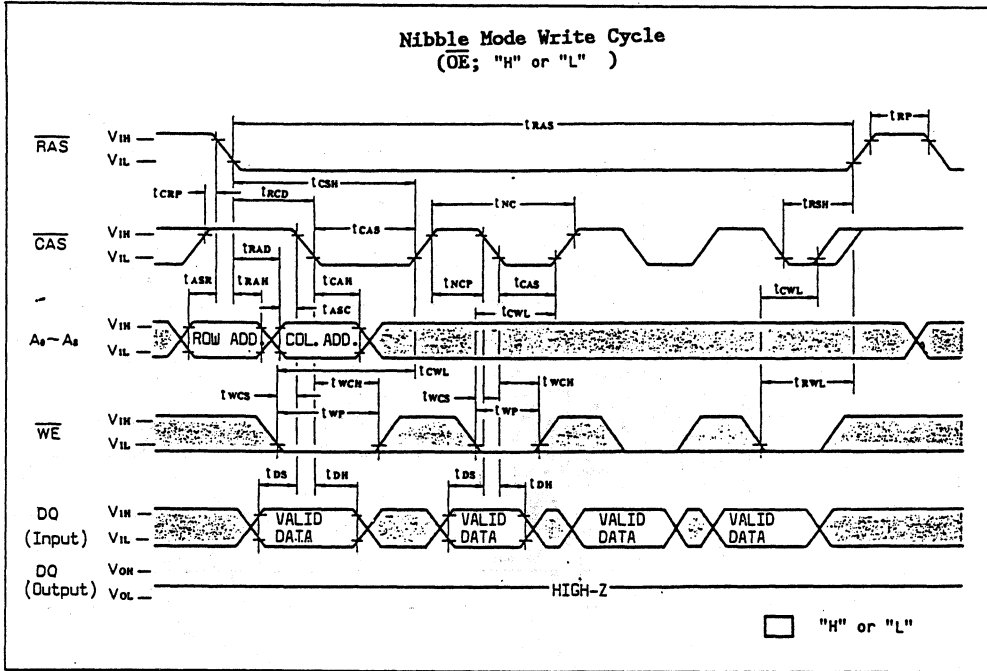 Nibble Mode Write Cycle
(OE; "H" or "L" )
tRAS
tRP
RAS
VIH
VIL
tCSH
tCRP
tRCD
tNC
tRSH
CAS
VIH
VIL
tCAS
tRAD
tASR
tRAH
tCAH
tNCP
tCAS
tCWL
tASC
tCWL
A0~A8
VIH
VIL
ROW ADD.
COL. ADD.
tCWL
tWCS
tWCH
tWCS
tWCH
tRWL
tWP
tWP
WE
VIH
VIL
tDS
tDH
tDS
tDH
DQ
(Input)
VIH
VIL
VALID
DATA
VALID
DATA
VALID
DATA
VALID
DATA
DQ
(Output)
VOH
VOL
HIGH-Z
"H" or "L"